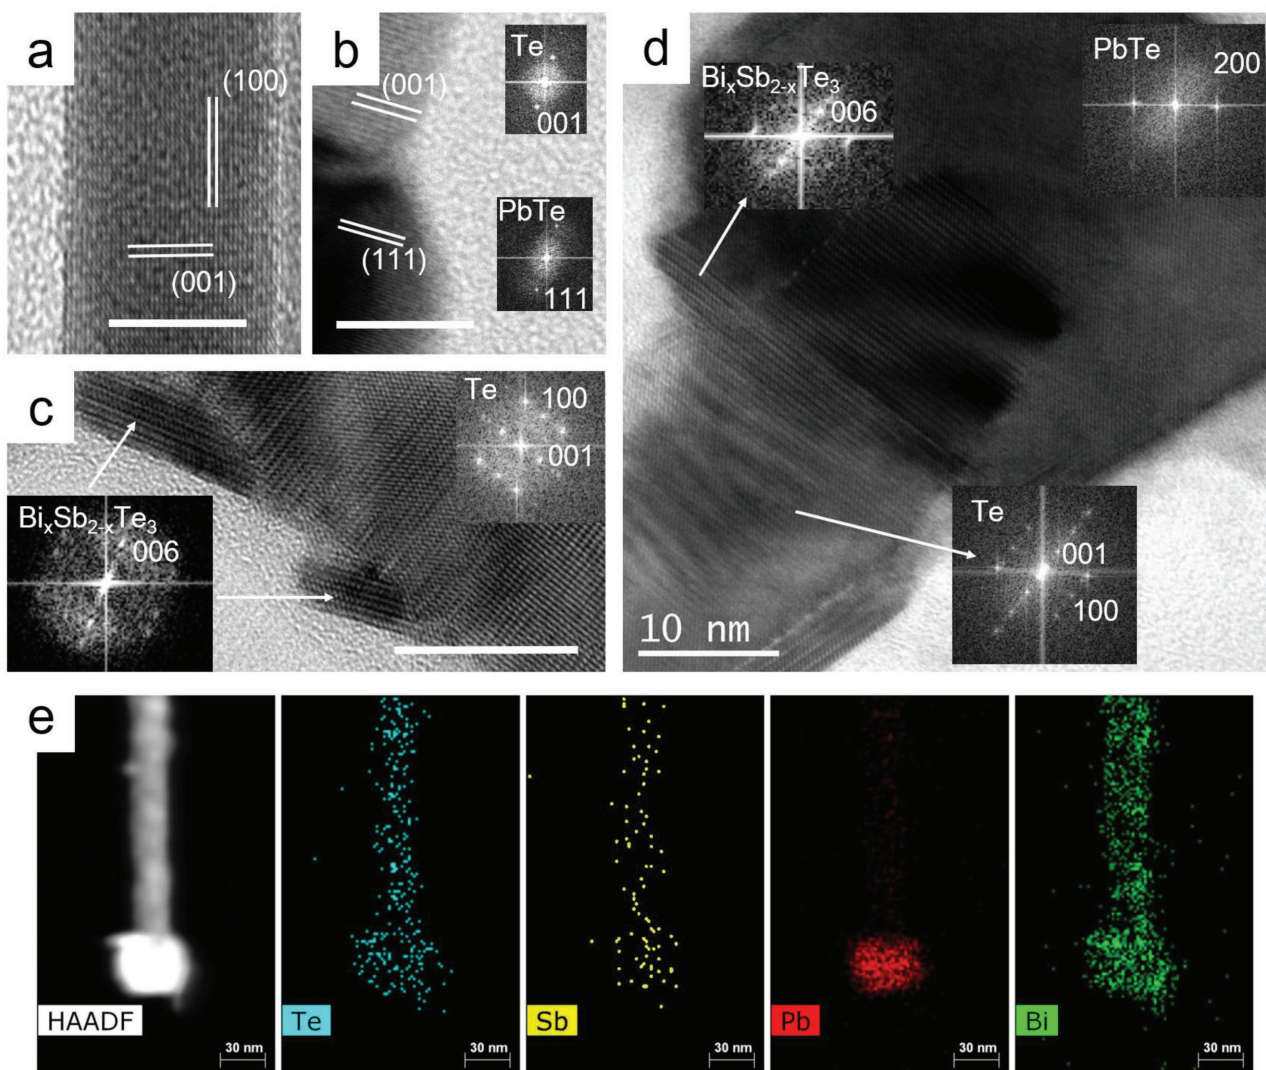 a
(100)
(001)
b
(001)
(111)
Te
001
PbTe
111
c
Te
100
001
BiₓSb₂₋ₓTe₃
006
d
BiₓSb₂₋ₓTe₃
006
PbTe
200
Te
001
100
10 nm
e
HAADF
30 nm
Te
30 nm
Sb
30 nm
Pb
30 nm
Bi
30 nm